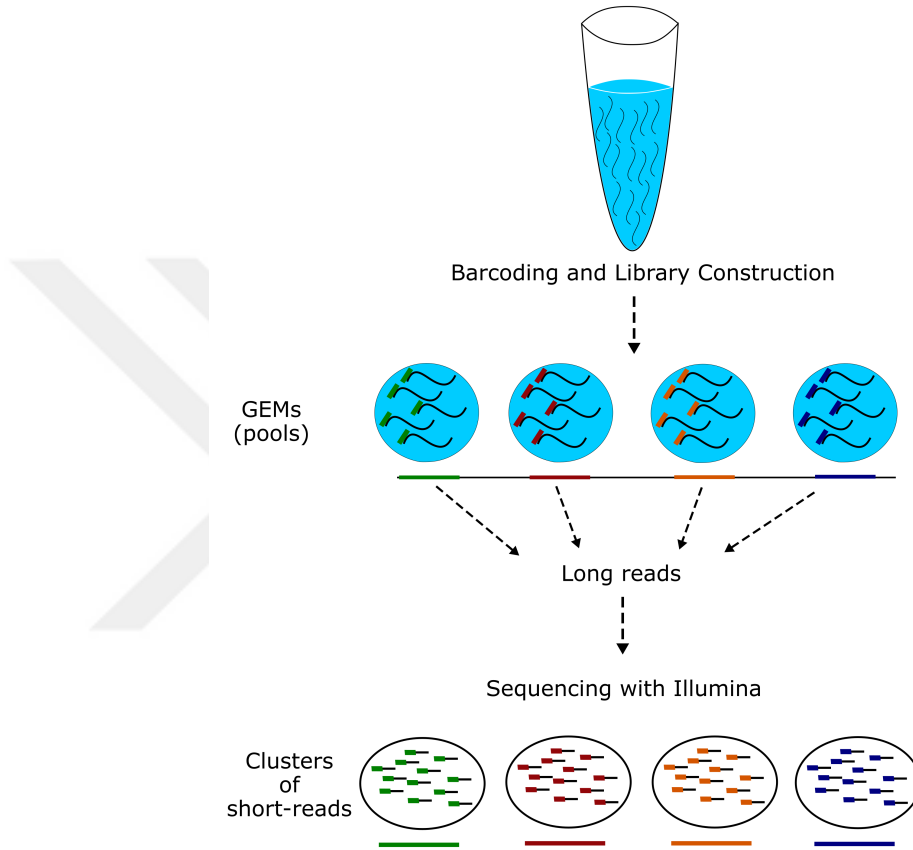 Barcoding and Library Construction
GEMs
(pools)
Long reads
Sequencing with Illumina
Clusters
of
short-reads